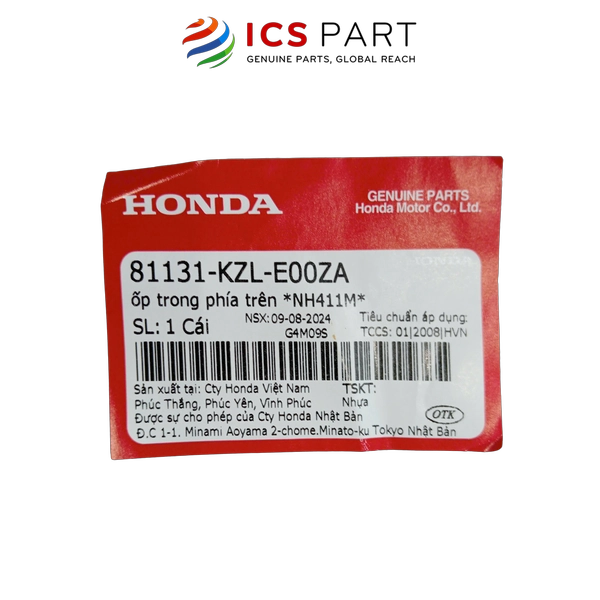 ICS PART
GENUINE PARTS, GLOBAL REACH
HONDA
GENUINE PARTS
Honda Motor Co., Ltd.
81131-KZL-E00ZA
ốp trong phía trên *NH411M*
SL: 1 Cái
NSX: 09-08-2024
G4M09S
Tiêu chuẩn áp dụng:
TCCS: 01|2008|HVN
Sản xuất tại: Cty Honda Việt Nam
Phúc Thắng, Phúc Yên, Vĩnh Phúc
TSKT:
Nhựa
Được sự cho phép của Cty Honda Nhật Bản
Đ.C 1-1. Minami Aoyama 2-chome.Minato-ku Tokyo Nhật Bản
OTK